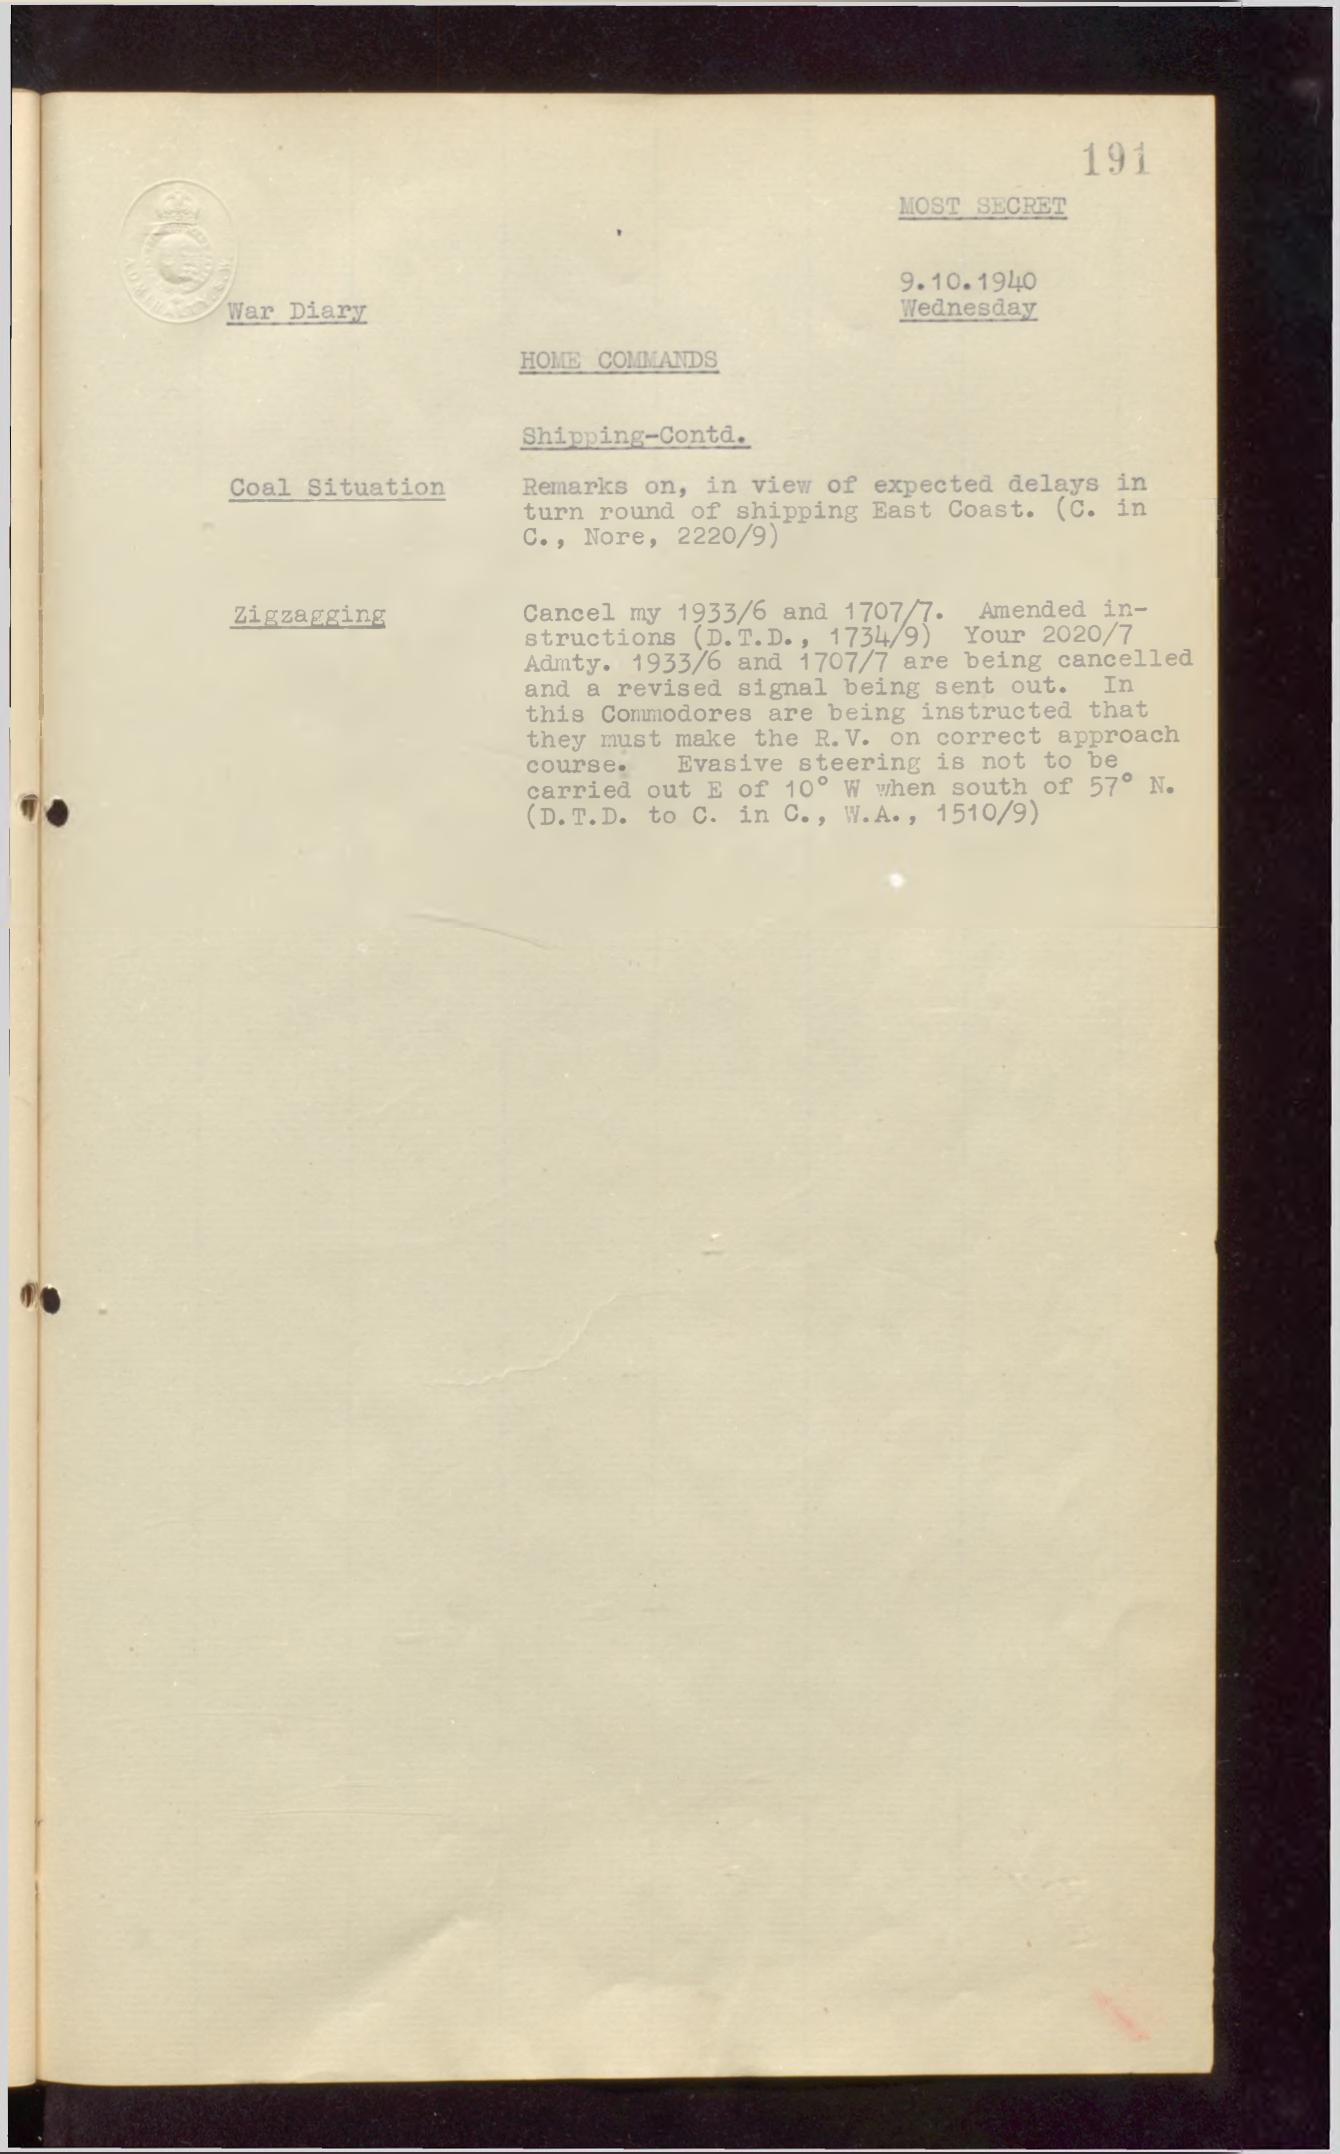 191
MOST SECRET
9.10.1940
Wednesday
War Diary
HOME COMMANDS
Shipping-Contd.
Coal Situation
Remarks on, in view of expected delays in
turn round of shipping East Coast. (C. in
C., Nore, 2220/9)
Zigzagging
Cancel my 1933/6 and 1707/7. Amended in-
structions (D.T.D., 1734/9) Your 2020/7
Admty. 1933/6 and 1707/7 are being cancelled
and a revised signal being sent out. In
this Commodores are being instructed that
they must make the R.V. on correct approach
course. Evasive steering is not to be
carried out E of 10° W when south of 57° N.
(D.T.D. to C. in C., W.A., 1510/9)